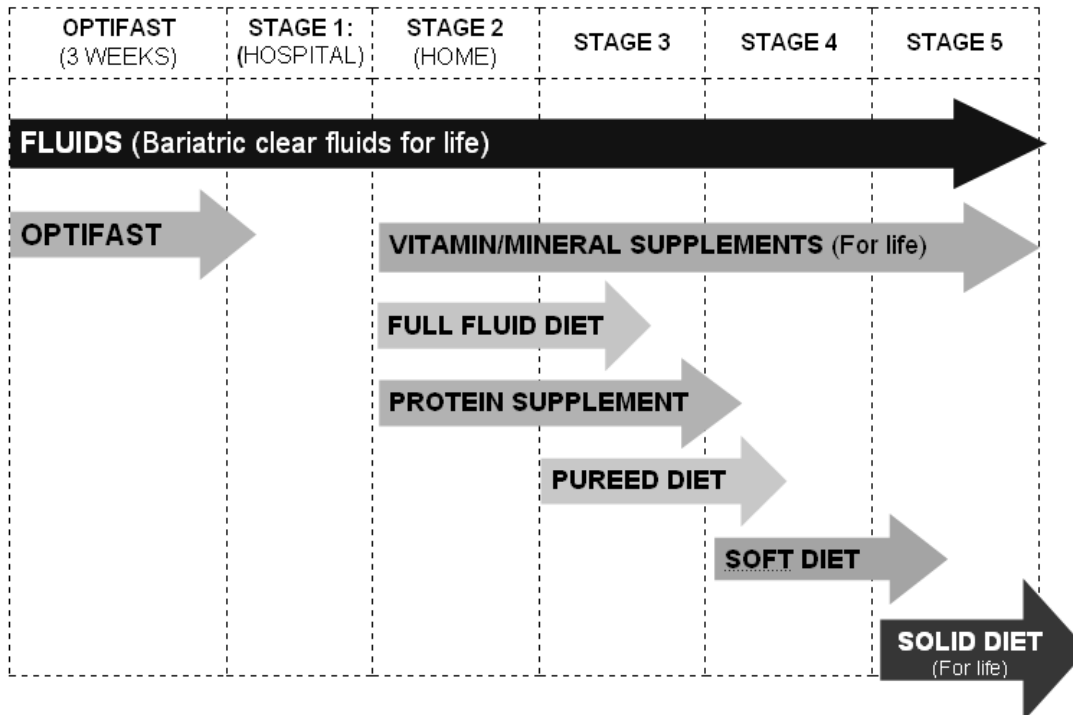 OPTIFAST
(3 WEEKS)
STAGE 1:
(HOSPITAL)
STAGE 2
(HOME)
STAGE 3
STAGE 4
STAGE 5
FLUIDS (Bariatric clear fluids for life)
OPTIFAST
VITAMIN/MINERAL SUPPLEMENTS (For life)
FULL FLUID DIET
PROTEIN SUPPLEMENT
PUREED DIET
SOFT DIET
SOLID DIET
(For life)